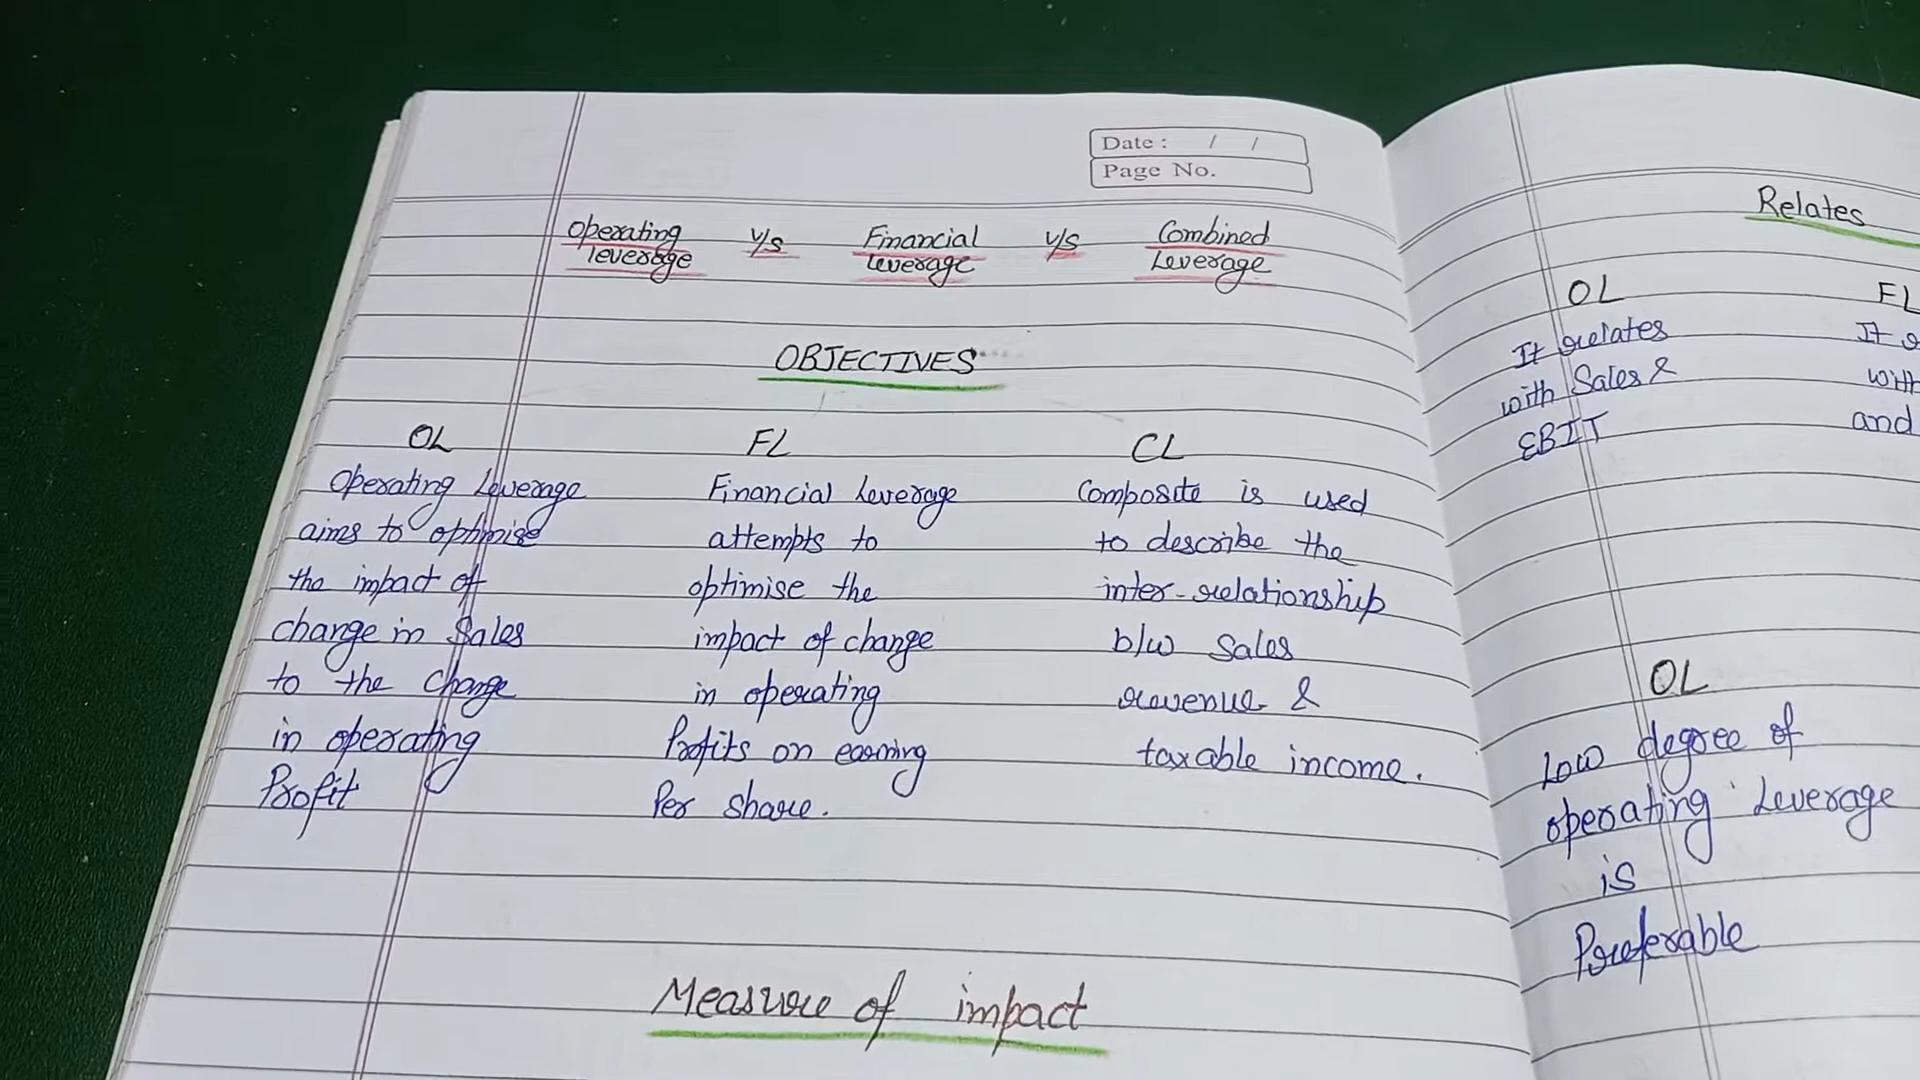 Date : / /
Page No.
Operating v/s Financial v/s Combined
leverage leverage Leverage
OBJECTIVES
OL FL CL
Operating Leverage
aims to optimise
the impact of
change in Sales
to the change
in operating
Profit
Financial leverage
attempts to
optimise the
impact of change
in operating
Profits on earning
Per share.
Composite is used
to describe the
inter-relationship
b/w Sales
revenue &
taxable income.
Measure of impact
Relates
OL FL
It relates
with Sales &
EBIT
It
with
and
OL
Low degree of
operating Leverage
is
Preferable